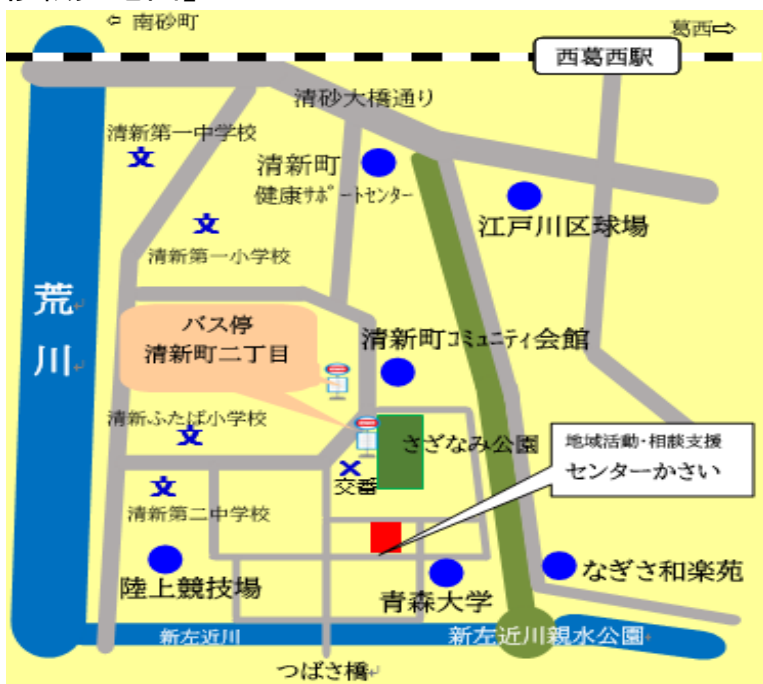 ⇦ 南砂町
葛西⇨
西葛西駅
清砂大橋通り
清新第一中学校
文
清新町
健康サポートセンター
文
江戸川区球場
清新第一小学校
荒川
バス停
清新町二丁目
清新町コミュニティ会館
清新ふたば小学校
文
さざなみ公園
地域活動・相談支援
センターかさい
交番
文
清新第二中学校
陸上競技場
青森大学
なぎさ和楽苑
新左近川
新左近川親水公園
つばさ橋